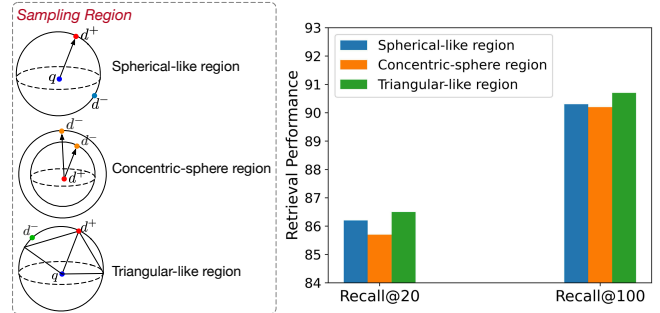 Sampling Region
d+
q
d−
Spherical-like region
d−
d−
d+
Concentric-sphere region
d−
d+
q
Triangular-like region
Retrieval Performance
93
92
91
90
89
88
87
86
85
84
Spherical-like region
Concentric-sphere region
Triangular-like region
Recall@20
Recall@100